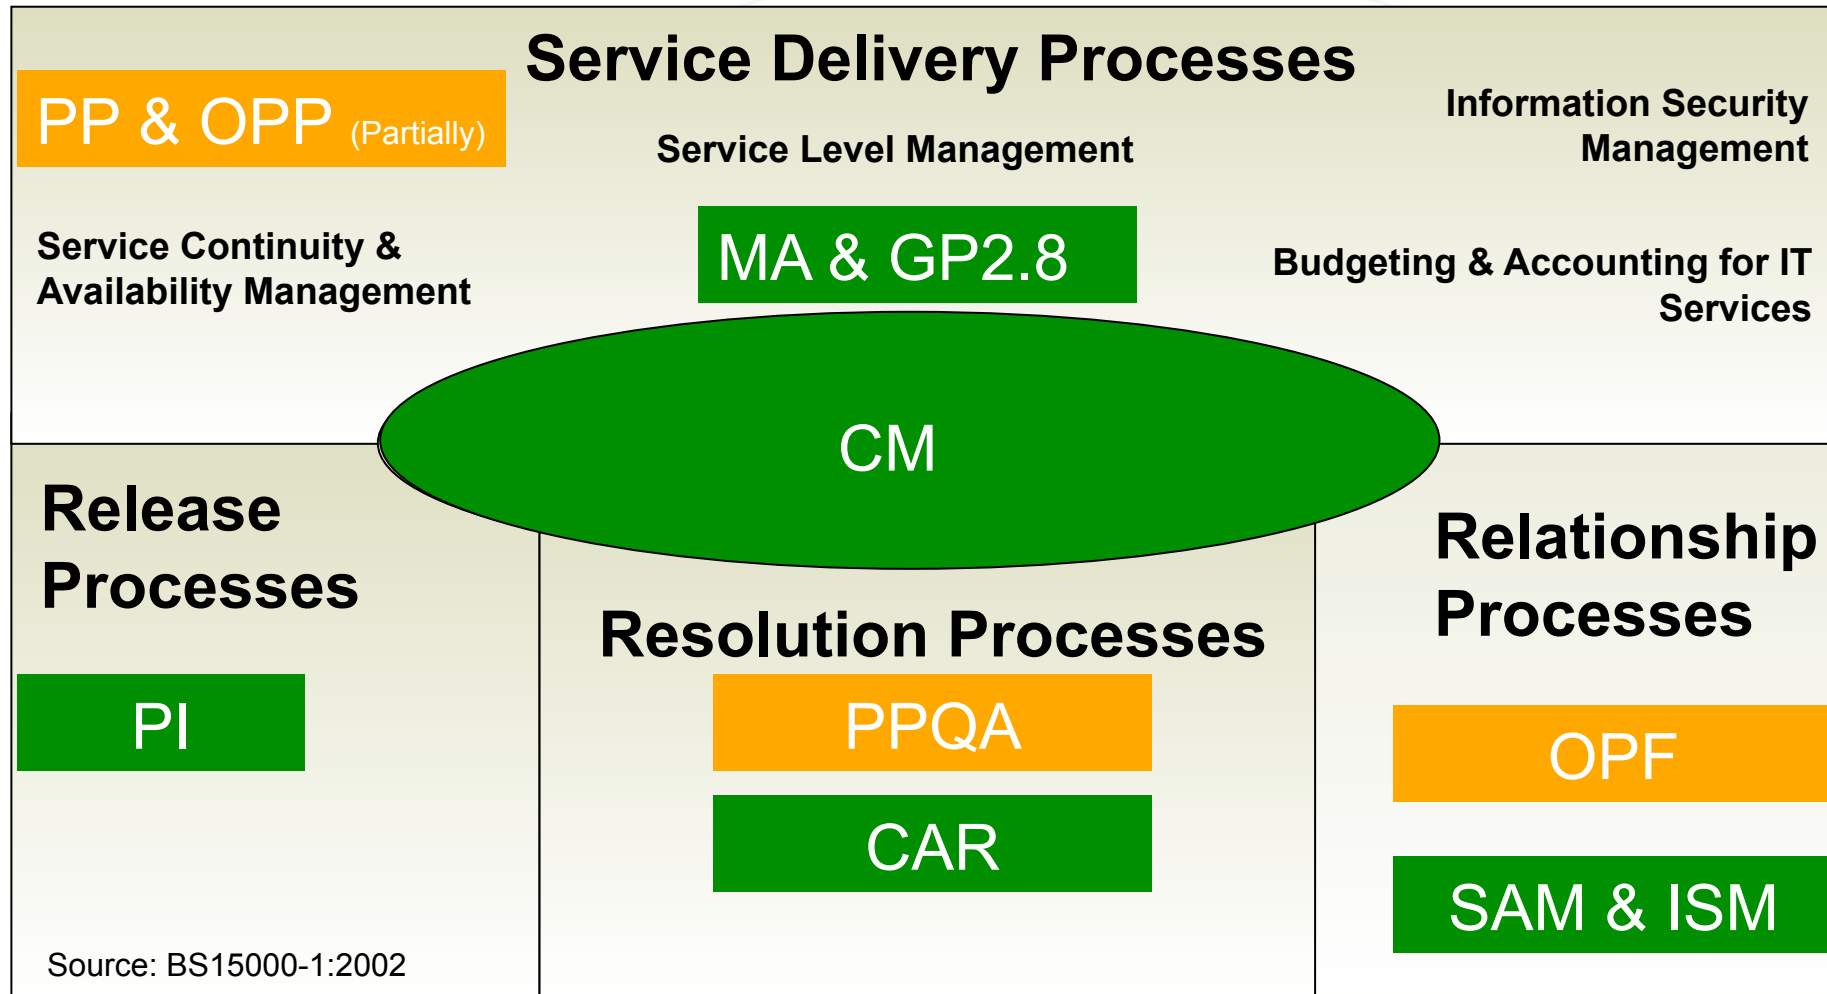 Service Delivery Processes
PP & OPP (Partially)
Service Level Management
Information Security
Management
Service Continuity &
Availability Management
MA & GP2.8
Budgeting & Accounting for IT
Services
CM
Release
Processes
PI
Resolution Processes
PPQA
CAR
Relationship
Processes
OPF
SAM & ISM
Source: BS15000-1:2002